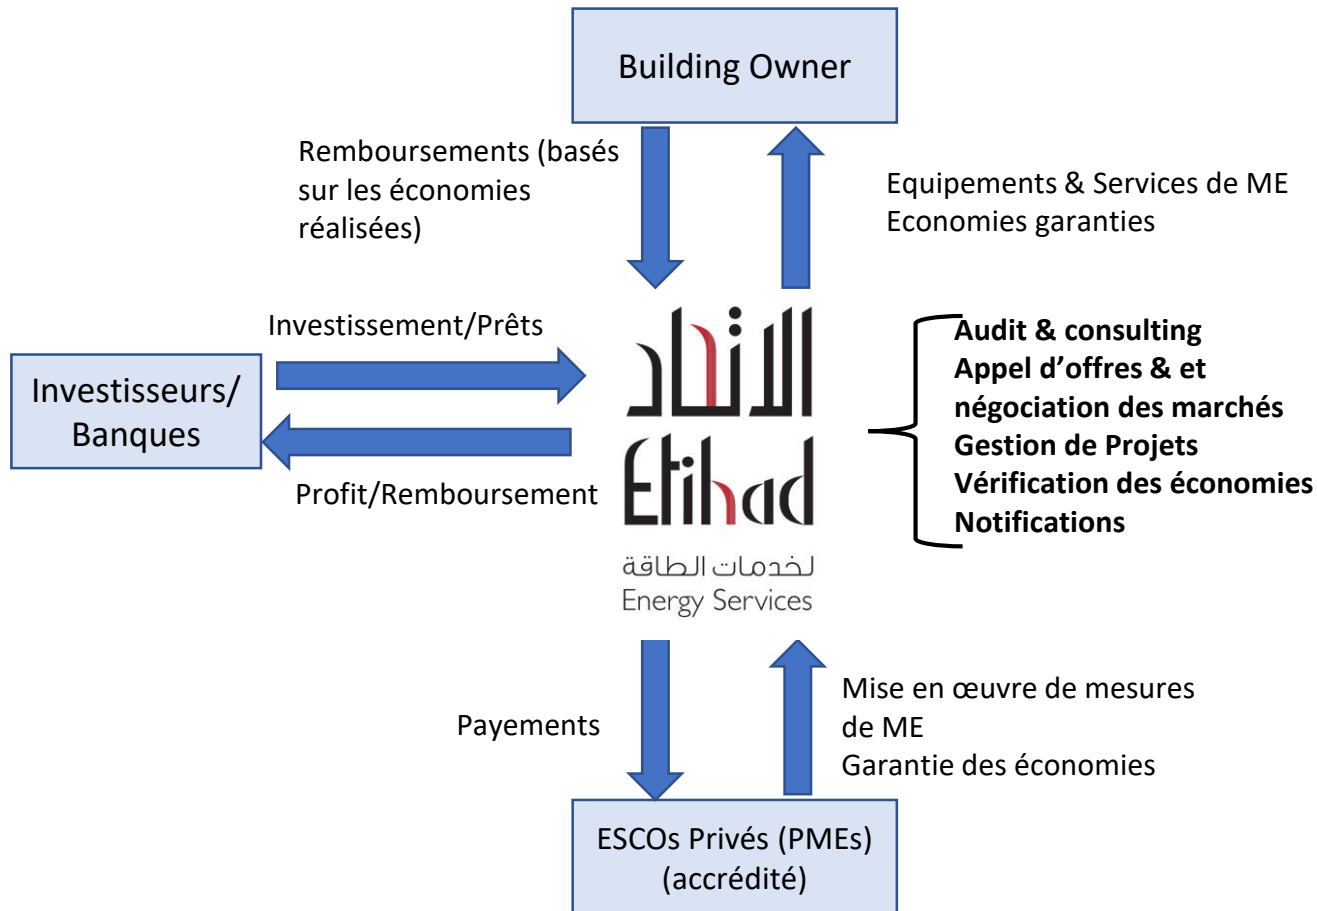 Building Owner
Remboursements (basés
sur les économies
réalisées)
Equipements & Services de ME
Economies garanties
Investissement/Prêts
Investisseurs/
Banques
Profit/Remboursement
الاتحاد
Etihad
لخدمات الطاقة
Energy Services
Audit & consulting
Appel d’offres & et
négociation des marchés
Gestion de Projets
Vérification des économies
Notifications
Payements
Mise en œuvre de mesures
de ME
Garantie des économies
ESCOs Privés (PMEs)
(accrédité)